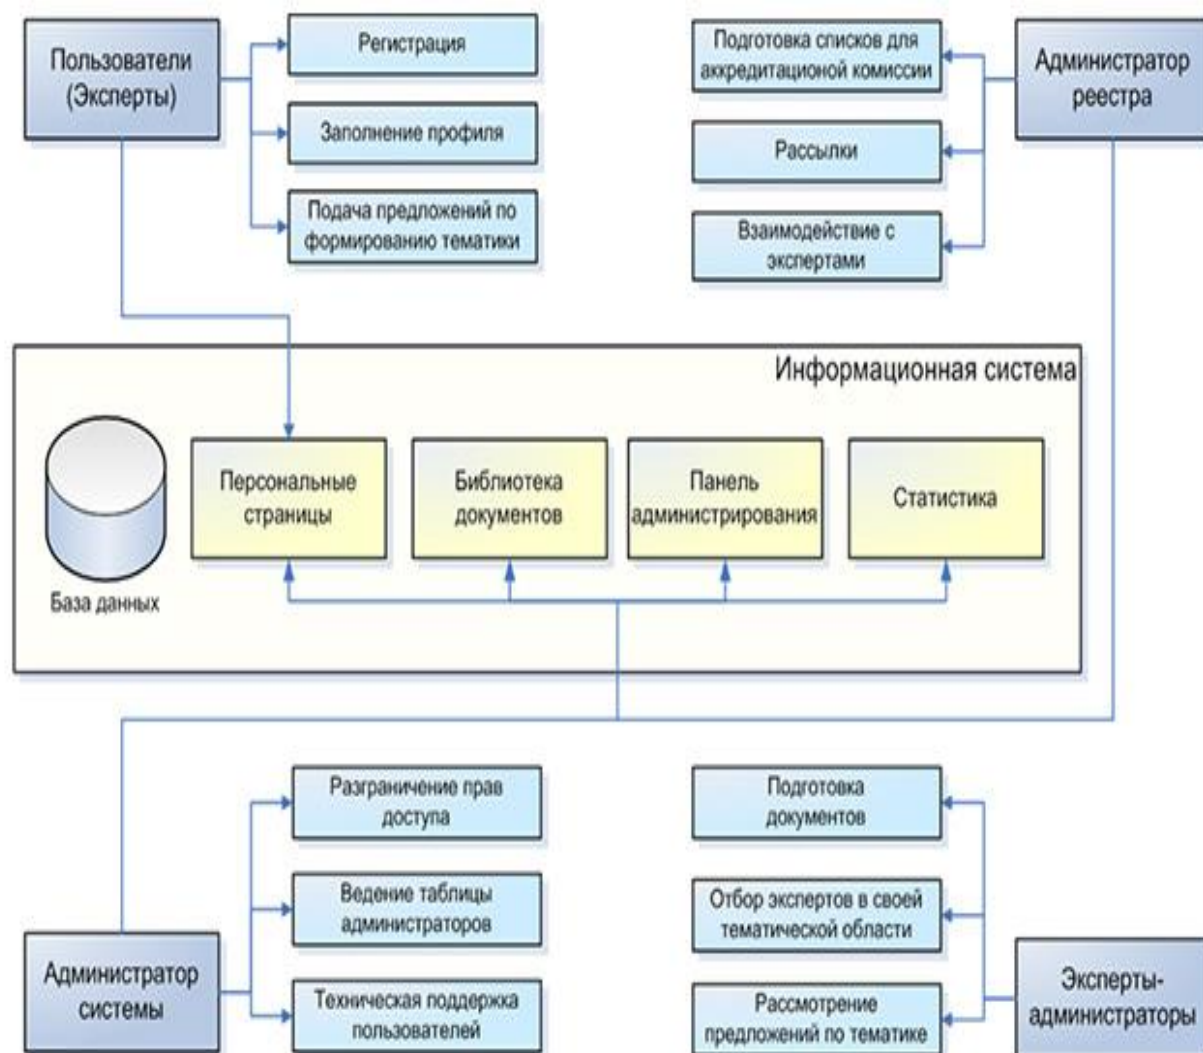 Пользователи
(Эксперты)
Регистрация
Заполнение профиля
Подача предложений по
формированию тематики
Подготовка списков для
аккредитационой комиссии
Рассылки
Взаимодействие с
экспертами
Администратор
реестра
Информационная система
База данных
Персональные
страницы
Библиотека
документов
Панель
администрирования
Статистика
Администратор
системы
Разграничение прав
доступа
Ведение таблицы
администраторов
Техническая поддержка
пользователей
Подготовка
документов
Отбор экспертов в своей
тематической области
Рассмотрение
предложений по тематике
Эксперты-
администраторы